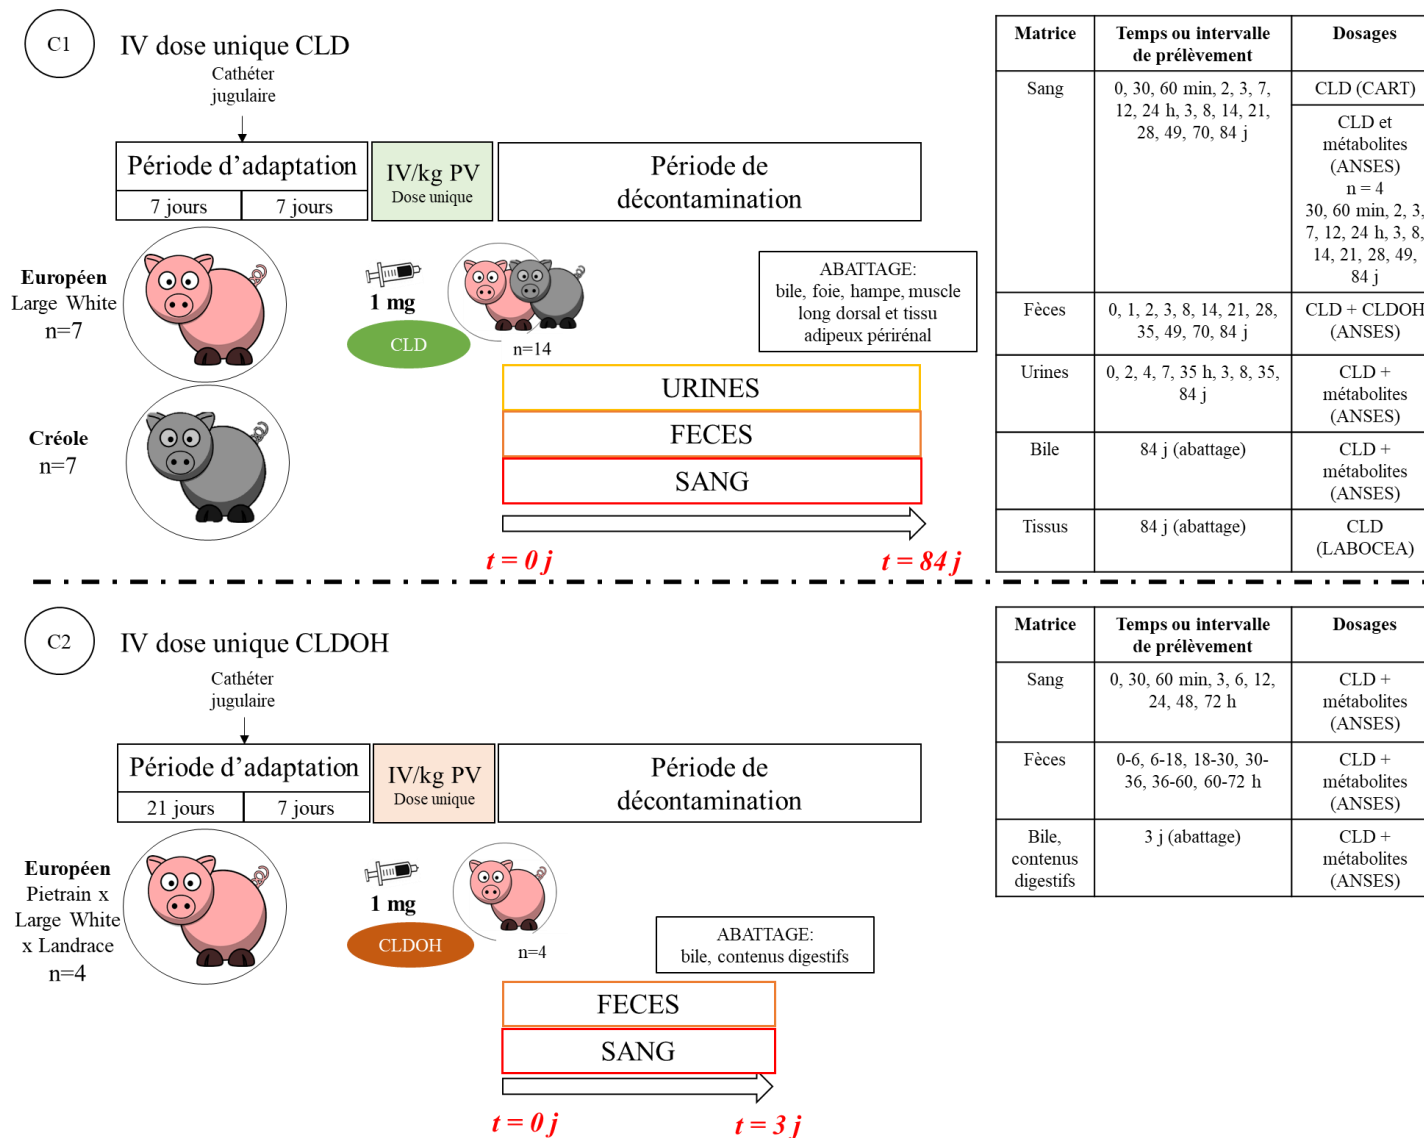 C1
IV dose unique CLD
Cathéter
jugulaire
Période d’adaptation
7 jours
7 jours
IV/kg PV
Dose unique
Période de
décontamination
Européen
Large White
n=7
1 mg
CLD
n=14
ABATTAGE:
bile, foie, hampe, muscle
long dorsal et tissu
adipeux périrénal
Créole
n=7
URINES
FECES
SANG
t = 0 j
t = 84 j
Matrice
Temps ou intervalle
de prélèvement
Dosages
Sang
0, 30, 60 min, 2, 3, 7,
12, 24 h, 3, 8, 14, 21,
28, 49, 70, 84 j
CLD (CART)
CLD et
métabolites
(ANSES)
n = 4
30, 60 min, 2, 3,
7, 12, 24 h, 3, 8,
14, 21, 28, 49,
84 j
Fèces
0, 1, 2, 3, 8, 14, 21, 28,
35, 49, 70, 84 j
CLD + CLDOH
(ANSES)
Urines
0, 2, 4, 7, 35 h, 3, 8, 35,
84 j
CLD +
métabolites
(ANSES)
Bile
84 j (abattage)
CLD +
métabolites
(ANSES)
Tissus
84 j (abattage)
CLD
(LABOCEA)
C2
IV dose unique CLDOH
Cathéter
jugulaire
Période d’adaptation
21 jours
7 jours
IV/kg PV
Dose unique
Période de
décontamination
Européen
Pietrain x
Large White
x Landrace
n=4
1 mg
CLDOH
n=4
ABATTAGE:
bile, contenus digestifs
FECES
SANG
t = 0 j
t = 3 j
Matrice
Temps ou intervalle
de prélèvement
Dosages
Sang
0, 30, 60 min, 3, 6, 12,
24, 48, 72 h
CLD +
métabolites
(ANSES)
Fèces
0-6, 6-18, 18-30, 30-
36, 36-60, 60-72 h
CLD +
métabolites
(ANSES)
Bile,
contenus
digestifs
3 j (abattage)
CLD +
métabolites
(ANSES)